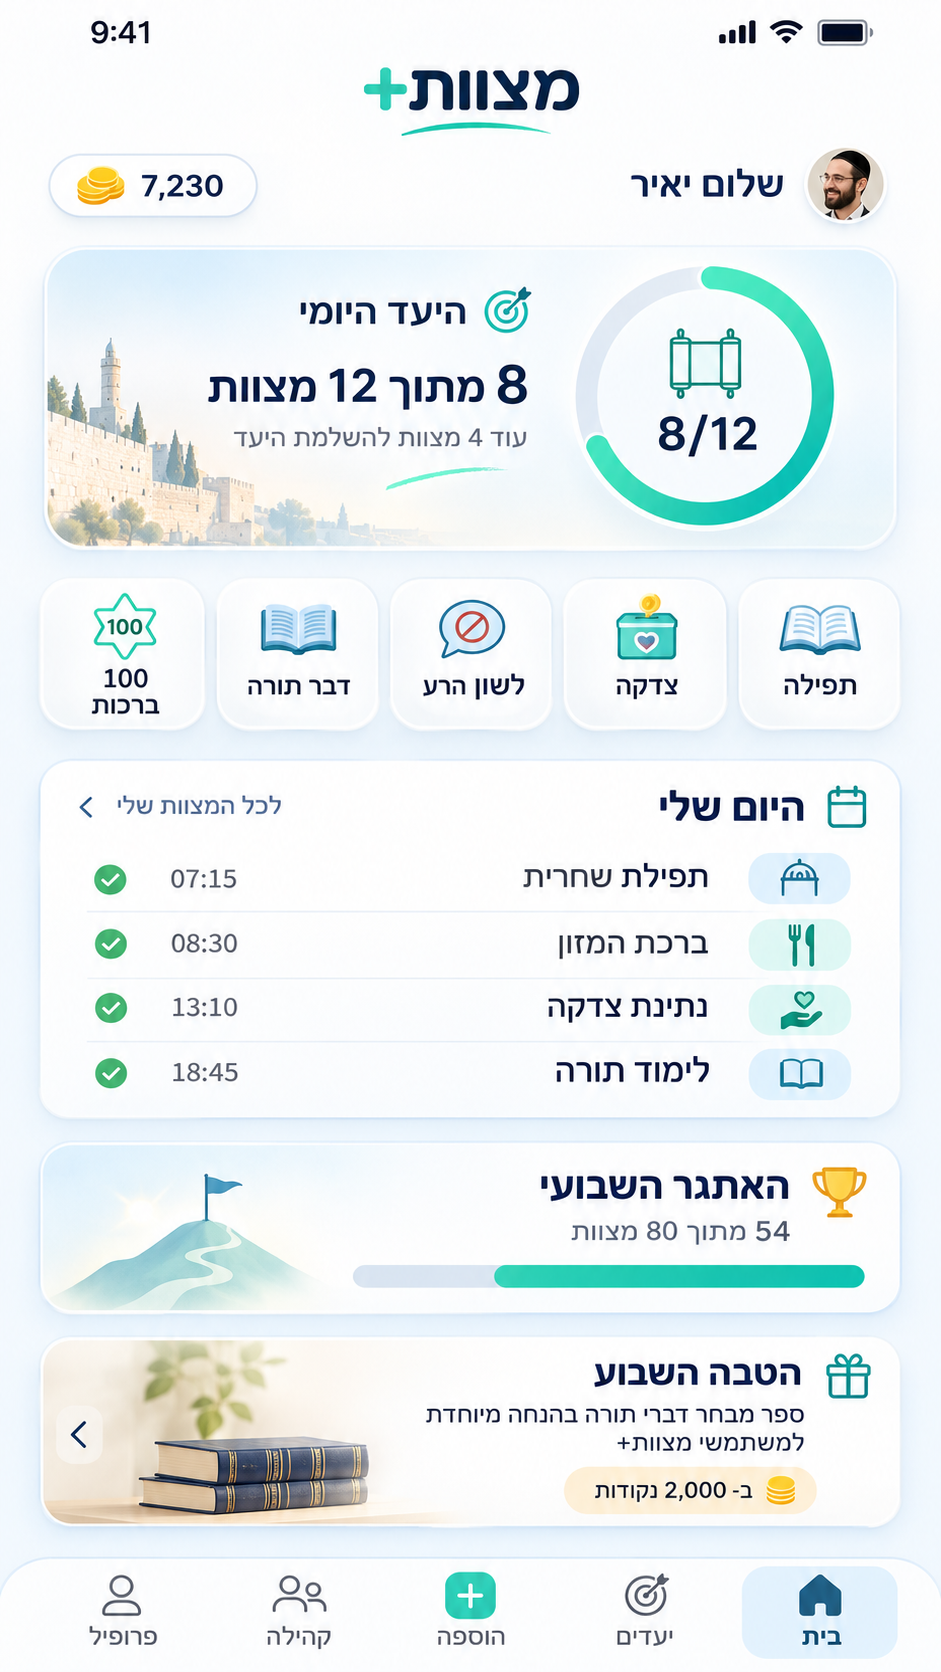 9:41
מצוות+
שלום יאיר
7,230
היעד היומי
8 מתוך 12 מצוות
עוד 4 מצוות להשלמת היעד
8/12
תפילה
צדקה
לשון הרע
דבר תורה
100
100
ברכות
היום שלי
לכל המצוות שלי
תפילת שחרית 07:15
ברכת המזון 08:30
נתינת צדקה 13:10
לימוד תורה 18:45
האתגר השבועי
54 מתוך 80 מצוות
הטבה השבוע
ספר מבחר דברי תורה בהנחה מיוחדת
למשתמשי מצוות+
ב- 2,000 נקודות
בית
יעדים
הוספה
קהילה
פרופיל